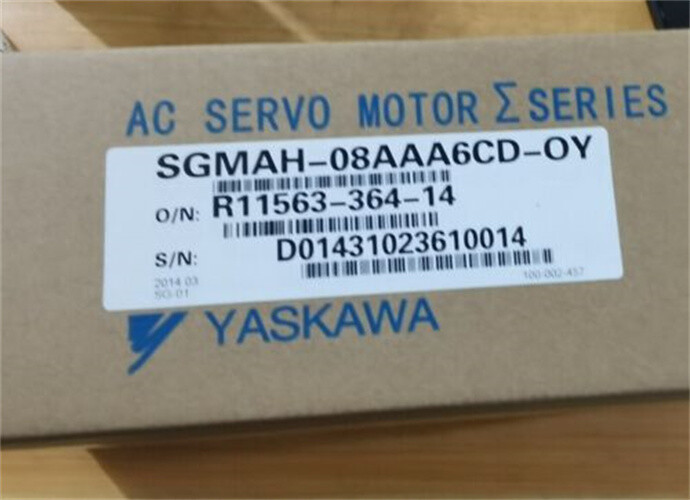 AC SERVO MOTOR Σ SERIES
SGMAH-08AAA6CD-OY
O/N: R11563-364-14
S/N: D01431023610014
2014.03
SG-01
100-002-457
YASKAWA